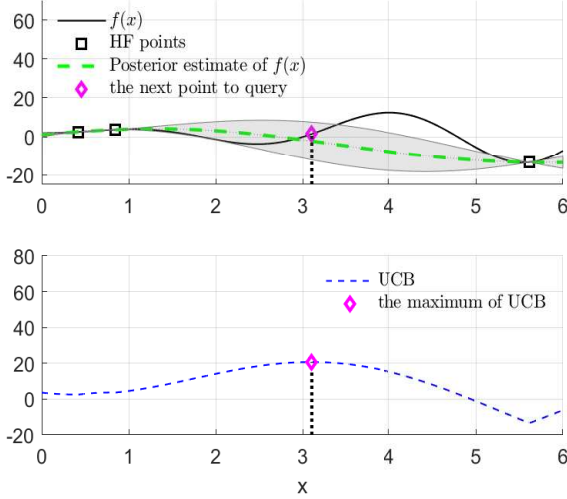 60
40
20
0
-20
f(x)
HF points
Posterior estimate of f(x)
the next point to query
0 1 2 3 4 5 6
80
60
40
20
0
-20
UCB
the maximum of UCB
0 1 2 3 4 5 6
x